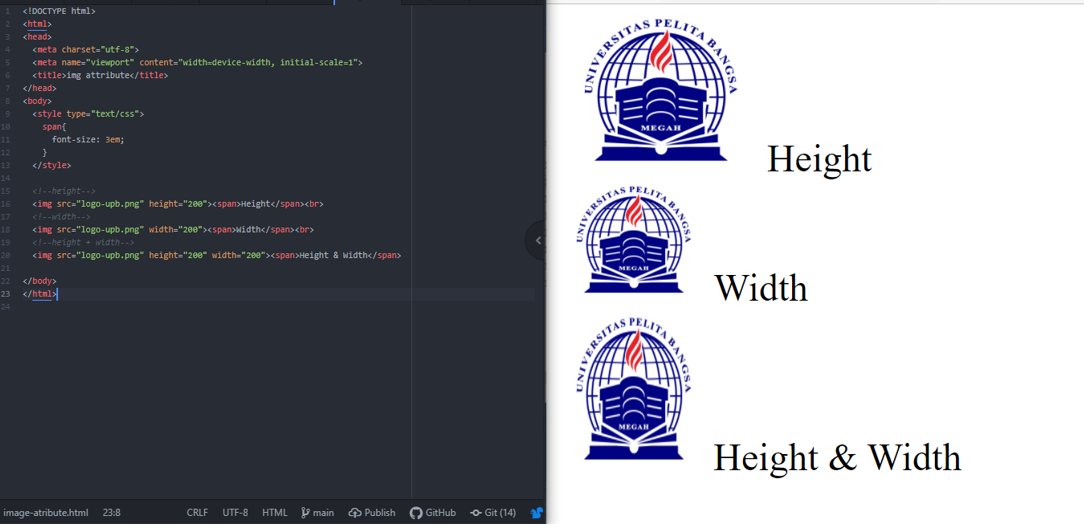 1 <!DOCTYPE html>
2 <html>
3 <head>
4 <meta charset="utf-8">
5 <meta name="viewport" content="width=device-width, initial-scale=1">
6 <title>img attribute</title>
7 </head>
8 <body>
9 <style type="text/css">
10 span{
11 font-size: 3em;
12 }
13 </style>
14
15 <!--height-->
16 <img src="logo-upb.png" height="200"><span>Height</span><br>
17 <!--width-->
18 <img src="logo-upb.png" width="200"><span>Width</span><br>
19 <!--height + width-->
20 <img src="logo-upb.png" height="200" width="200"><span>Height & Width</span>
21
22 </body>
23 </html>
24
image-atribute.html 23:8 CRLF UTF-8 HTML main Publish GitHub Git (14)
UNIVERSITAS PELITA BANGSA
MEGAH
Height
UNIVERSITAS PELITA BANGSA
MEGAH
Width
UNIVERSITAS PELITA BANGSA
MEGAH
Height & Width